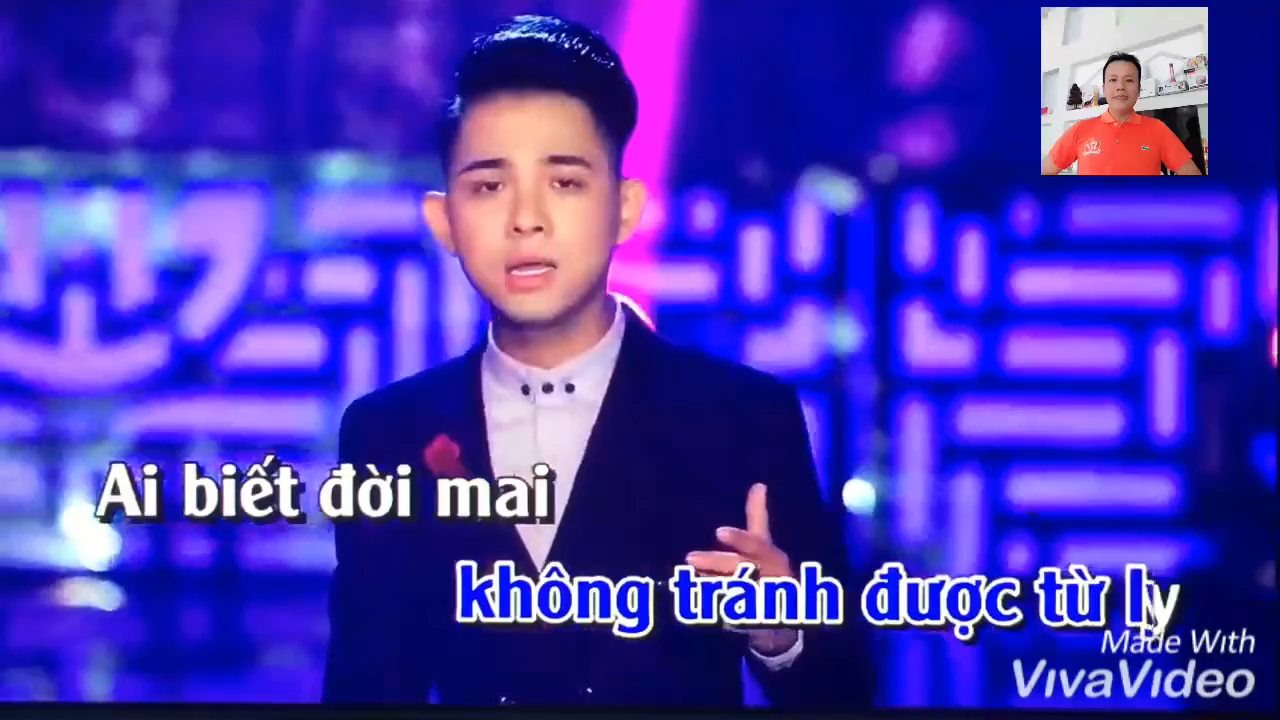 Ai biết đời mai
không tránh được từ ly
Made With
VivaVideo